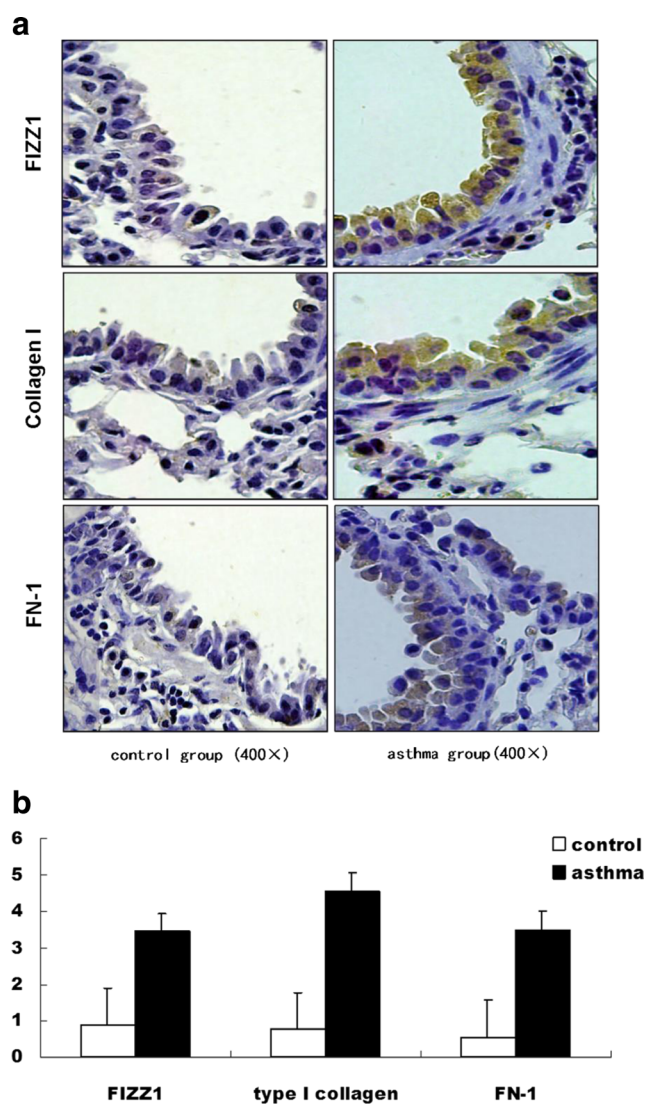 a
FIZZ1
Collagen I
FN-1
control group (400×)
asthma group(400×)
b
6
5
4
3
2
1
0
control
asthma
FIZZ1
type I collagen
FN-1